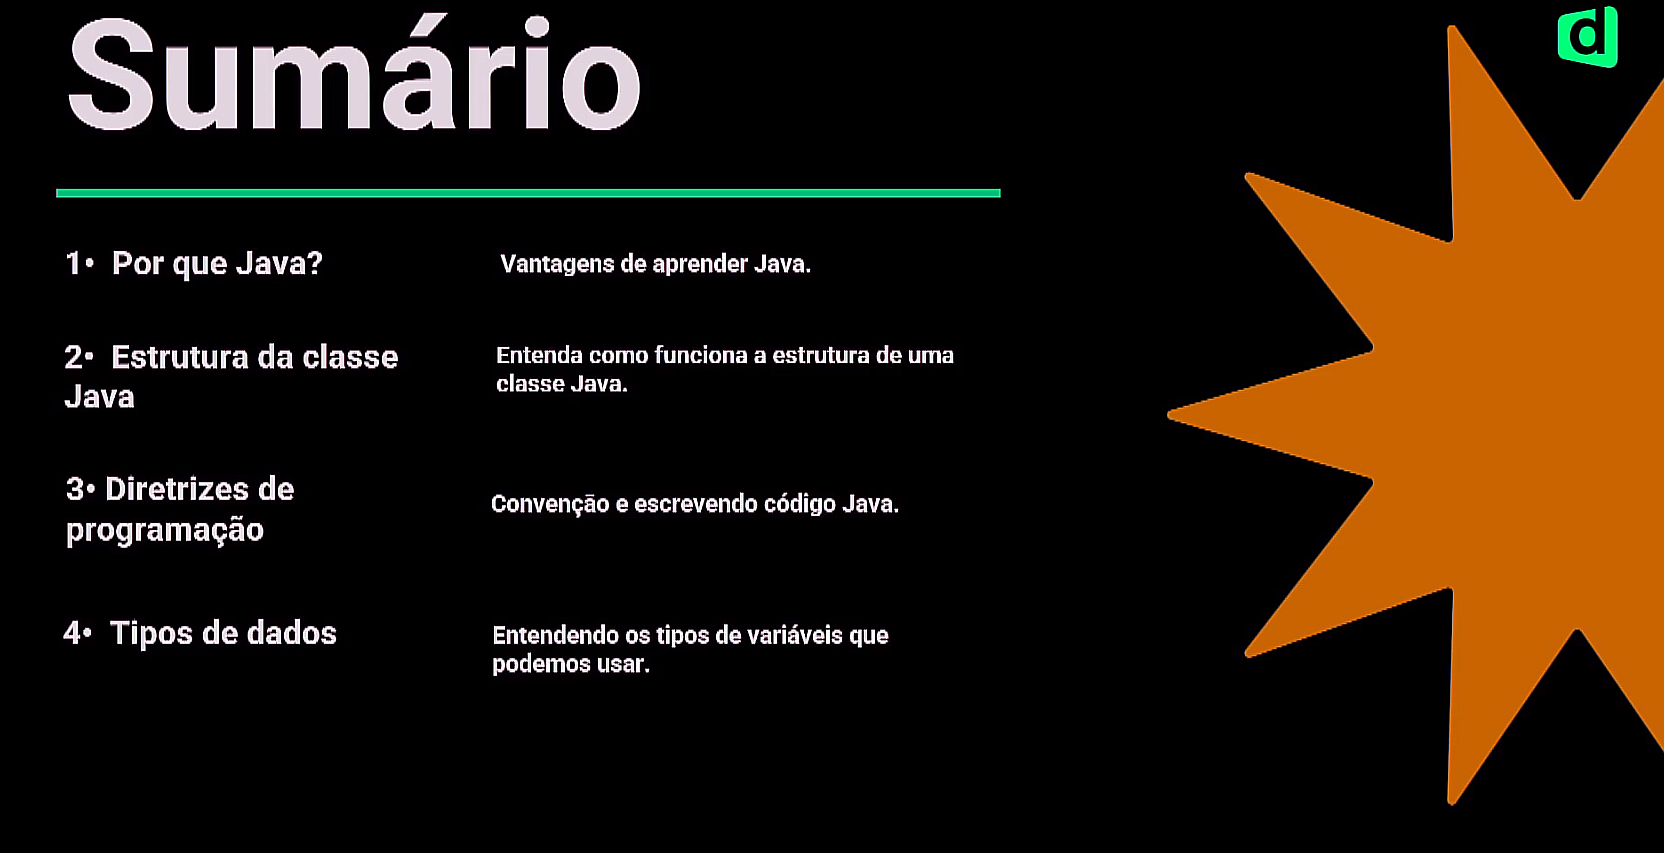 Sumário
1• Por que Java?
Vantagens de aprender Java.
2• Estrutura da classe
Java
Entenda como funciona a estrutura de uma
classe Java.
3• Diretrizes de
programação
Convenção e escrevendo código Java.
4• Tipos de dados
Entendendo os tipos de variáveis que
podemos usar.
d